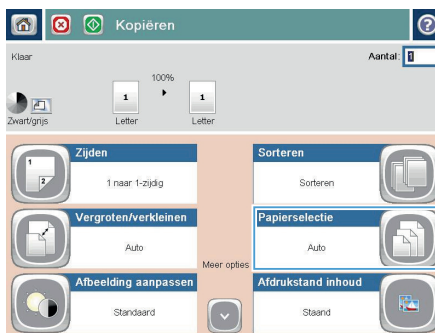 Kopiëren
Klaar
Aantal: 1
100%
1
1
Zwart/grijs
Letter
Letter
Zijden
1 naar 1-zijdig
1
2
Sorteren
Sorteren
Vergroten/verkleinen
Auto
Papierselectie
Auto
Meer opties
Afbeelding aanpassen
Standaard
Afdrukstand inhoud
Staand